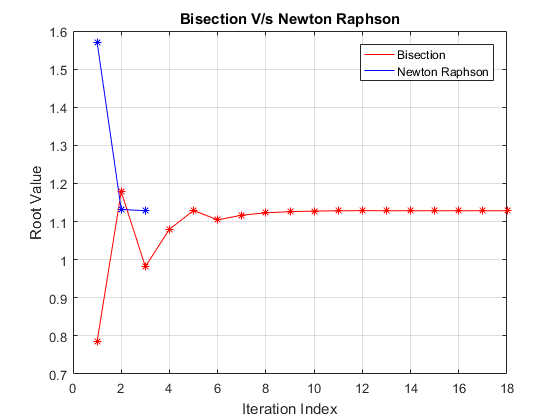 Bisection V/s Newton Raphson
1.6
1.5
1.4
1.3
1.2
1.1
1
0.9
0.8
0.7
Root Value
Bisection
Newton Raphson
0 2 4 6 8 10 12 14 16 18
Iteration Index